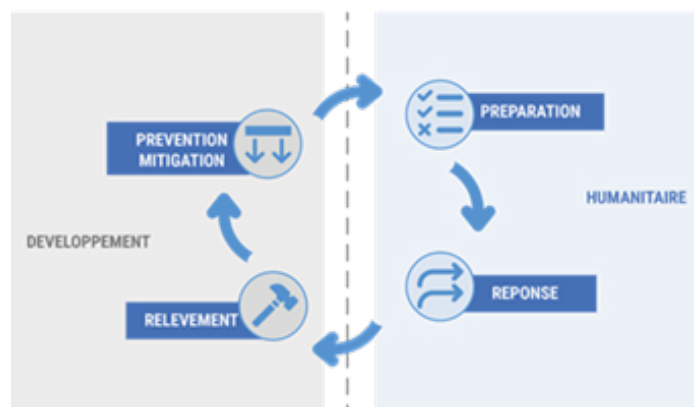 PREVENTION
MITIGATION
PREPARATION
HUMANITAIRE
DEVELOPPEMENT
RELEVEMENT
REPONSE